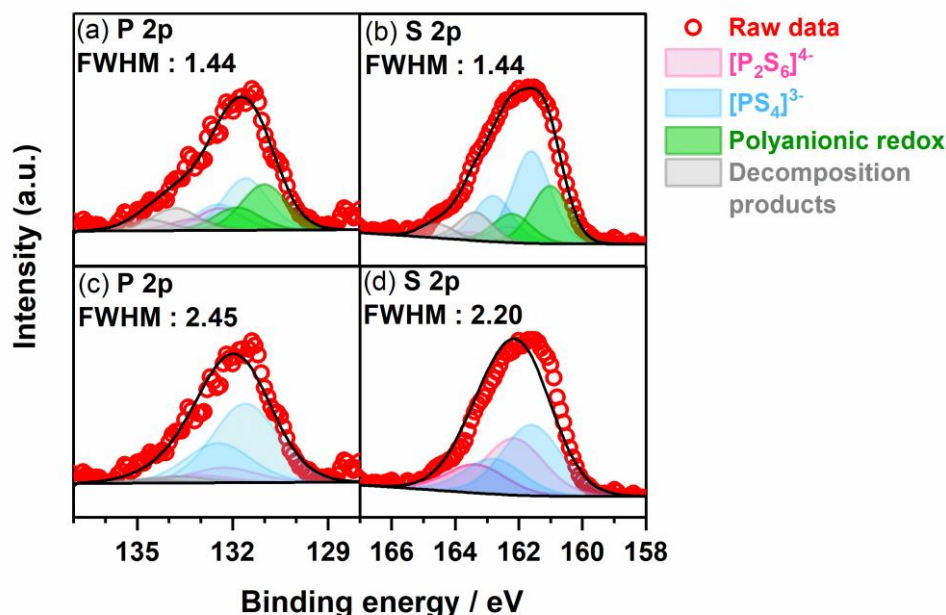 (a) P 2p
FWHM : 1.44
(b) S 2p
FWHM : 1.44
Raw data
[P₂S₆]⁴⁻
[PS₄]³⁻
Polyanionic redox
Decomposition
products
Intensity (a.u.)
(c) P 2p
FWHM : 2.45
(d) S 2p
FWHM : 2.20
135 132 129 166 164 162 160 158
Binding energy / eV